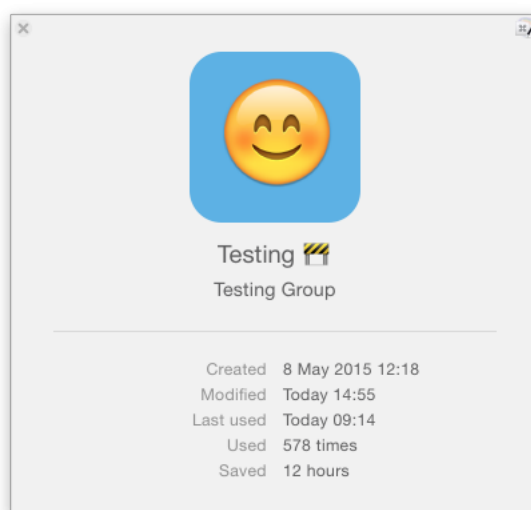 Testing 🚧
Testing Group
Created 8 May 2015 12:18
Modified Today 14:55
Last used Today 09:14
Used 578 times
Saved 12 hours